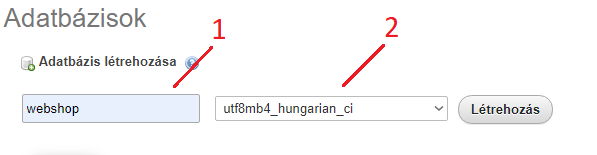 Adatbázisok
1
2
Adatbázis létrehozása
webshop
utf8mb4_hungarian_ci
Létrehozás